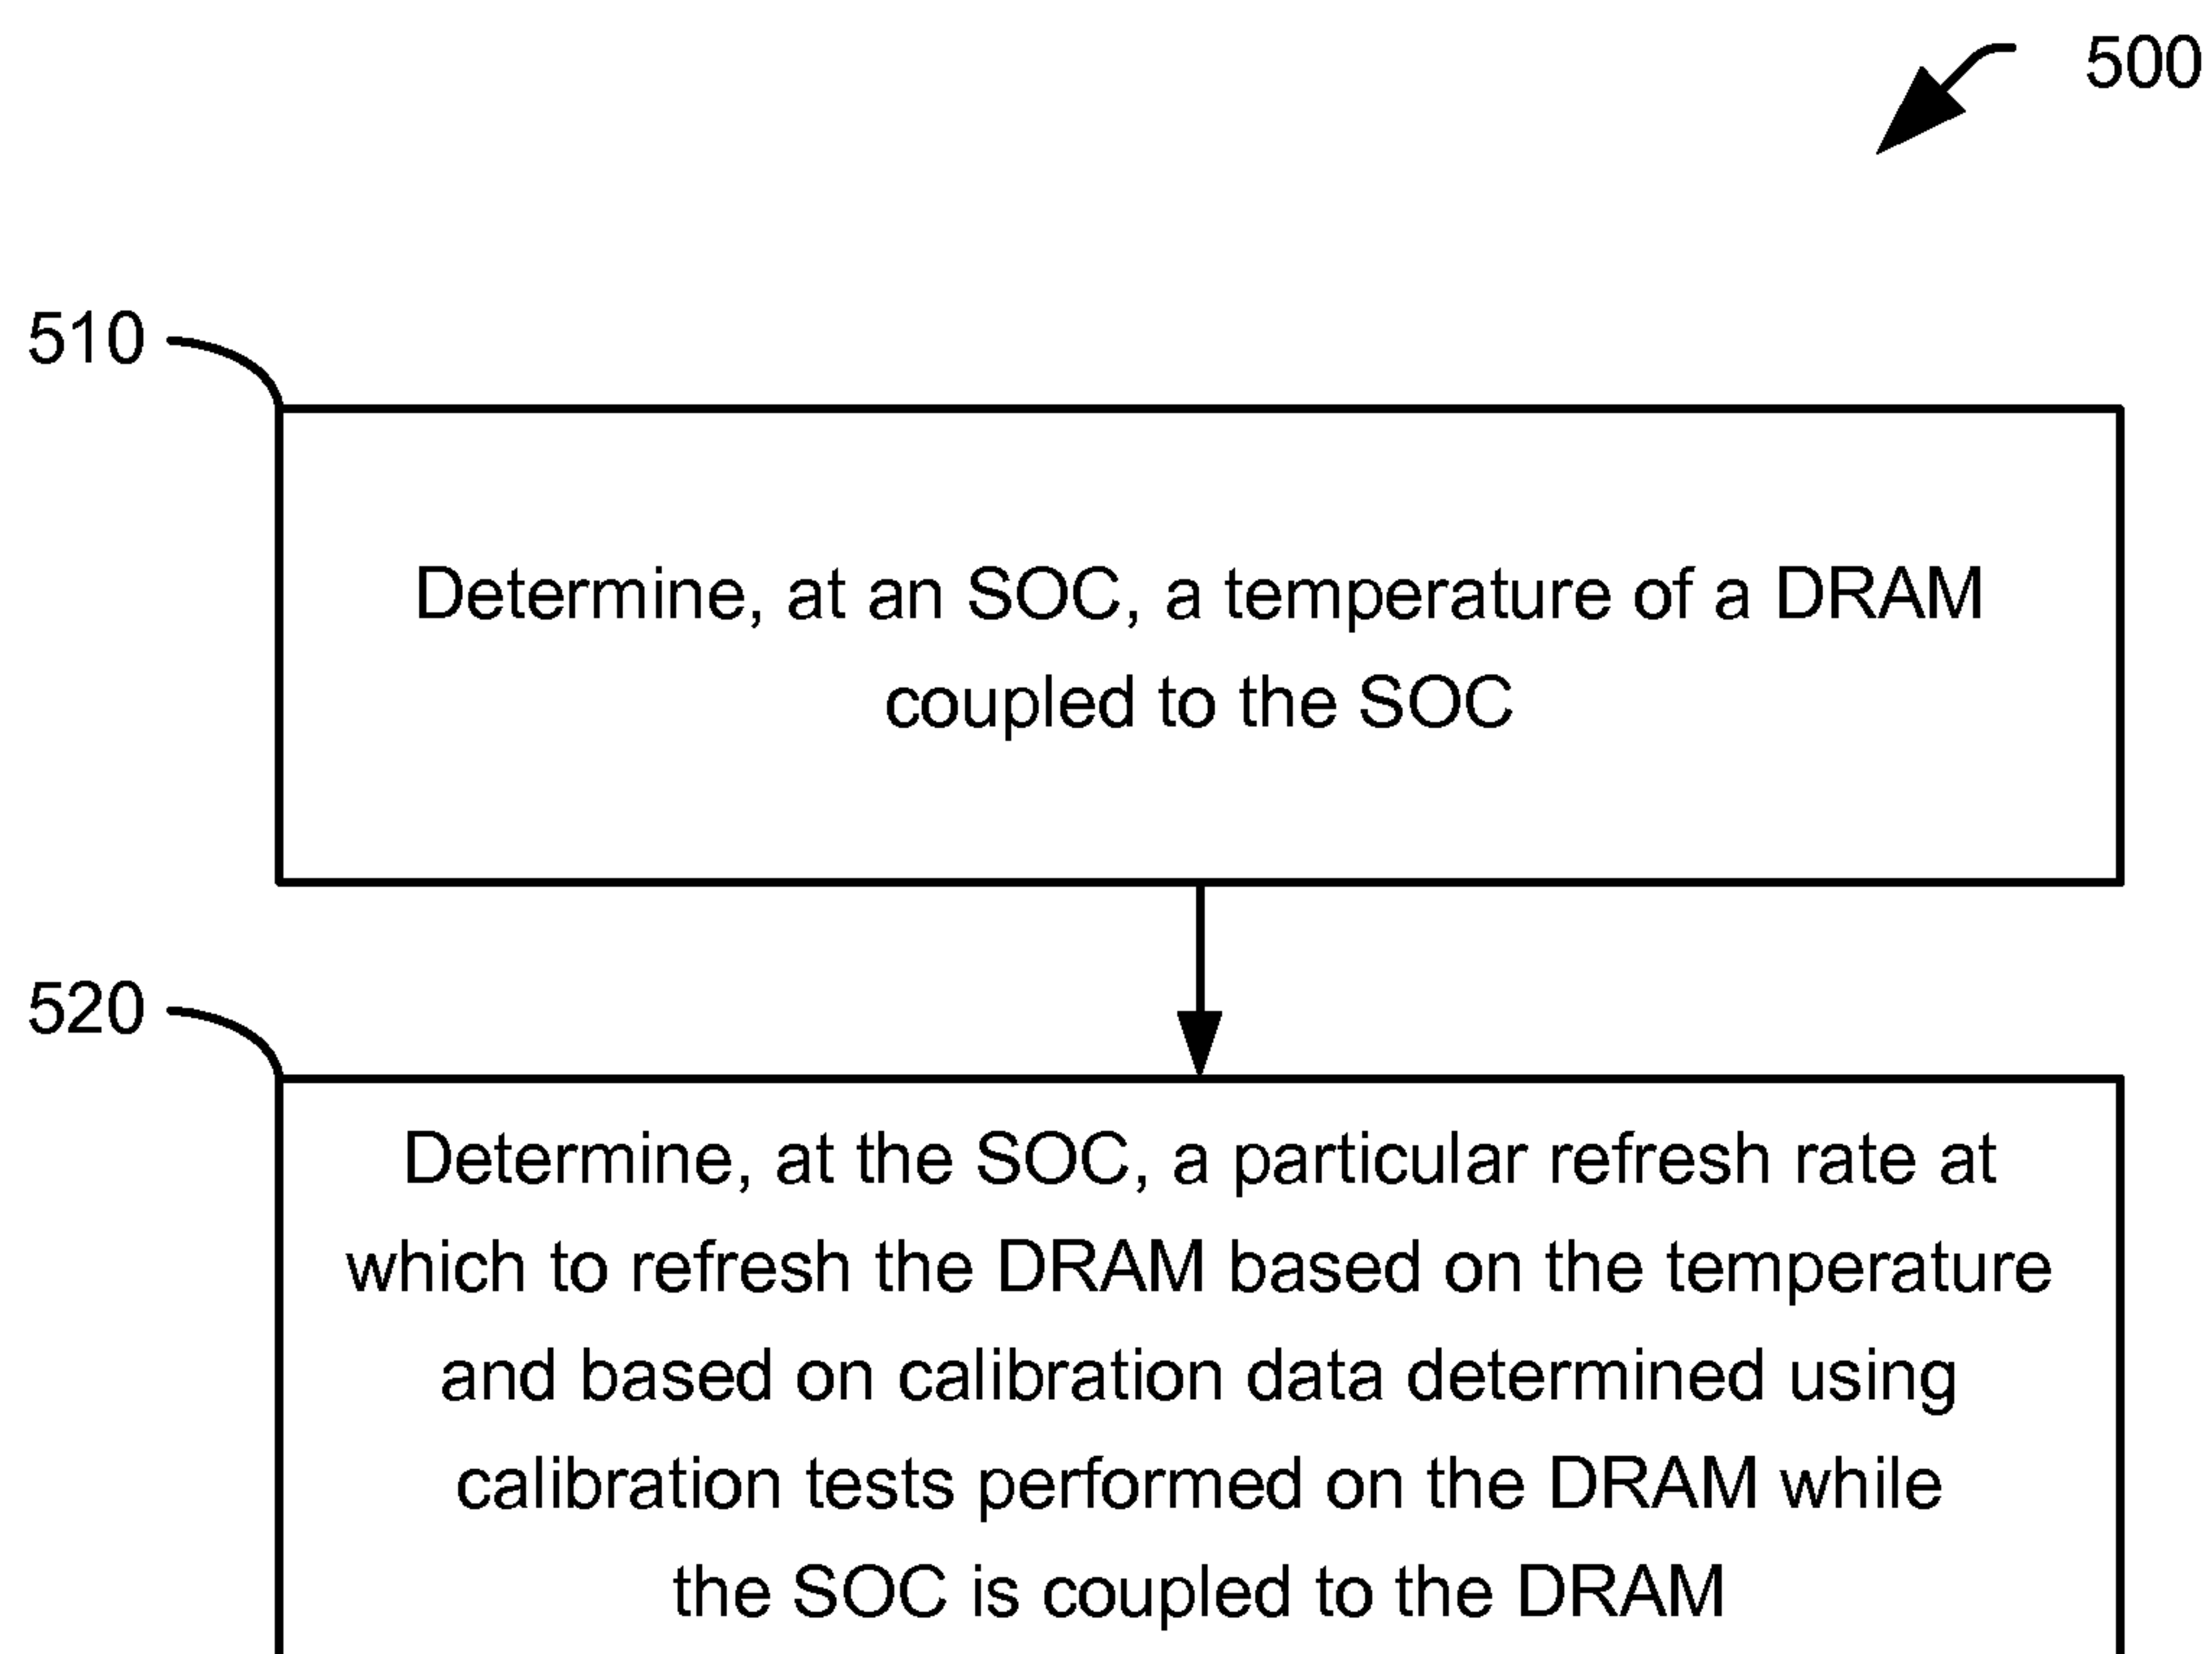 500
510
Determine, at an SOC, a temperature of a DRAM
coupled to the SOC
520
Determine, at the SOC, a particular refresh rate at
which to refresh the DRAM based on the temperature
and based on calibration data determined using
calibration tests performed on the DRAM while
the SOC is coupled to the DRAM